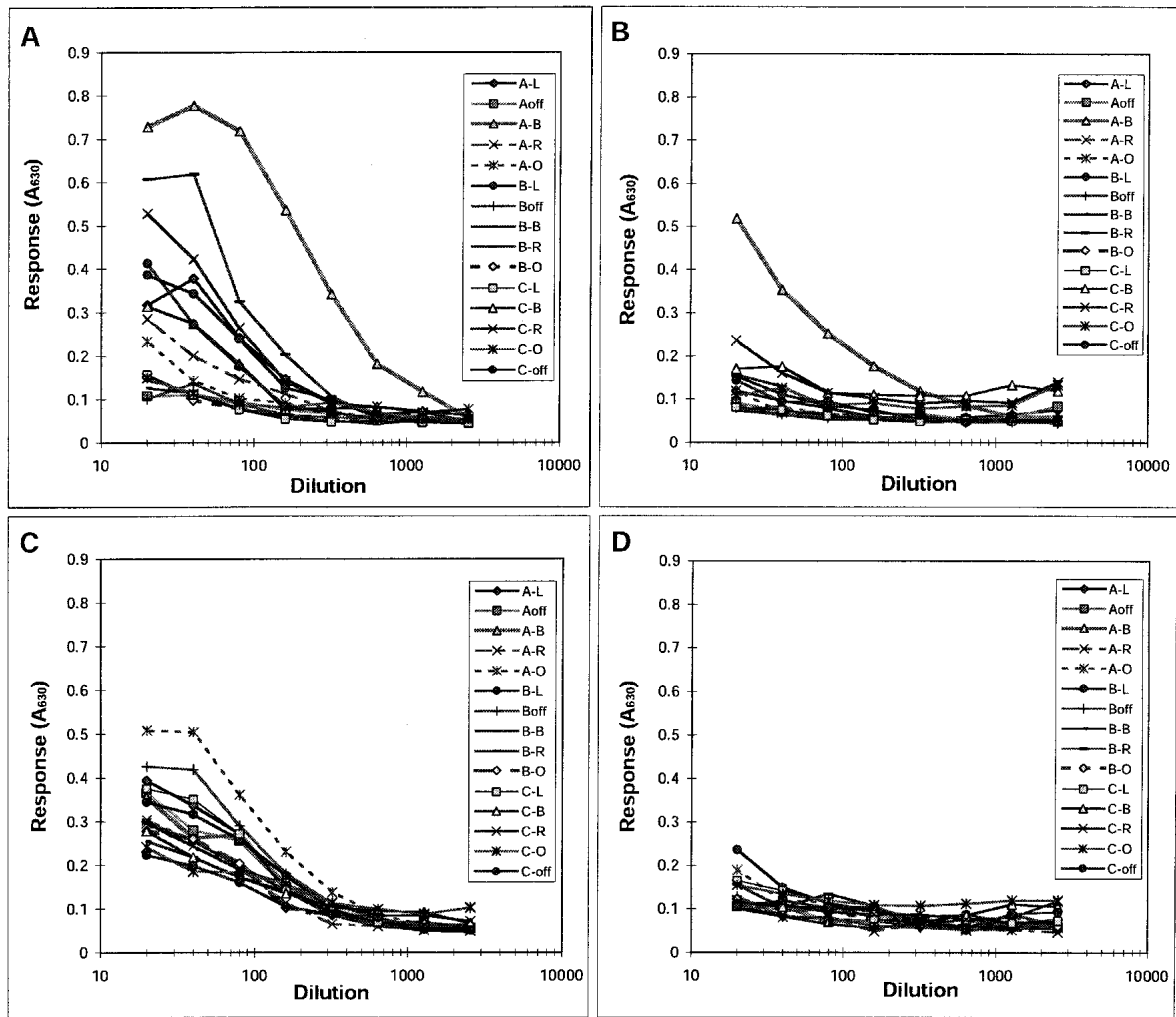 A
Response (A630)
0.9
0.8
0.7
0.6
0.5
0.4
0.3
0.2
0.1
0
10
100
1000
10000
Dilution
A-L
Aoff
A-B
A-R
A-O
B-L
Boff
B-B
B-R
B-O
C-L
C-B
C-R
C-O
C-off
B
Response (A630)
0.9
0.8
0.7
0.6
0.5
0.4
0.3
0.2
0.1
0
10
100
1000
10000
Dilution
A-L
Aoff
A-B
A-R
A-O
B-L
Boff
B-B
B-R
B-O
C-L
C-B
C-R
C-O
C-off
C
Response (A630)
0.9
0.8
0.7
0.6
0.5
0.4
0.3
0.2
0.1
0
10
100
1000
10000
Dilution
A-L
Aoff
A-B
A-R
A-O
B-L
Boff
B-B
B-R
B-O
C-L
C-B
C-R
C-O
C-off
D
Response (A630)
0.9
0.8
0.7
0.6
0.5
0.4
0.3
0.2
0.1
0
10
100
1000
10000
Dilution
A-L
Aoff
A-B
A-R
A-O
B-L
Boff
B-B
B-R
B-O
C-L
C-B
C-R
C-O
C-off